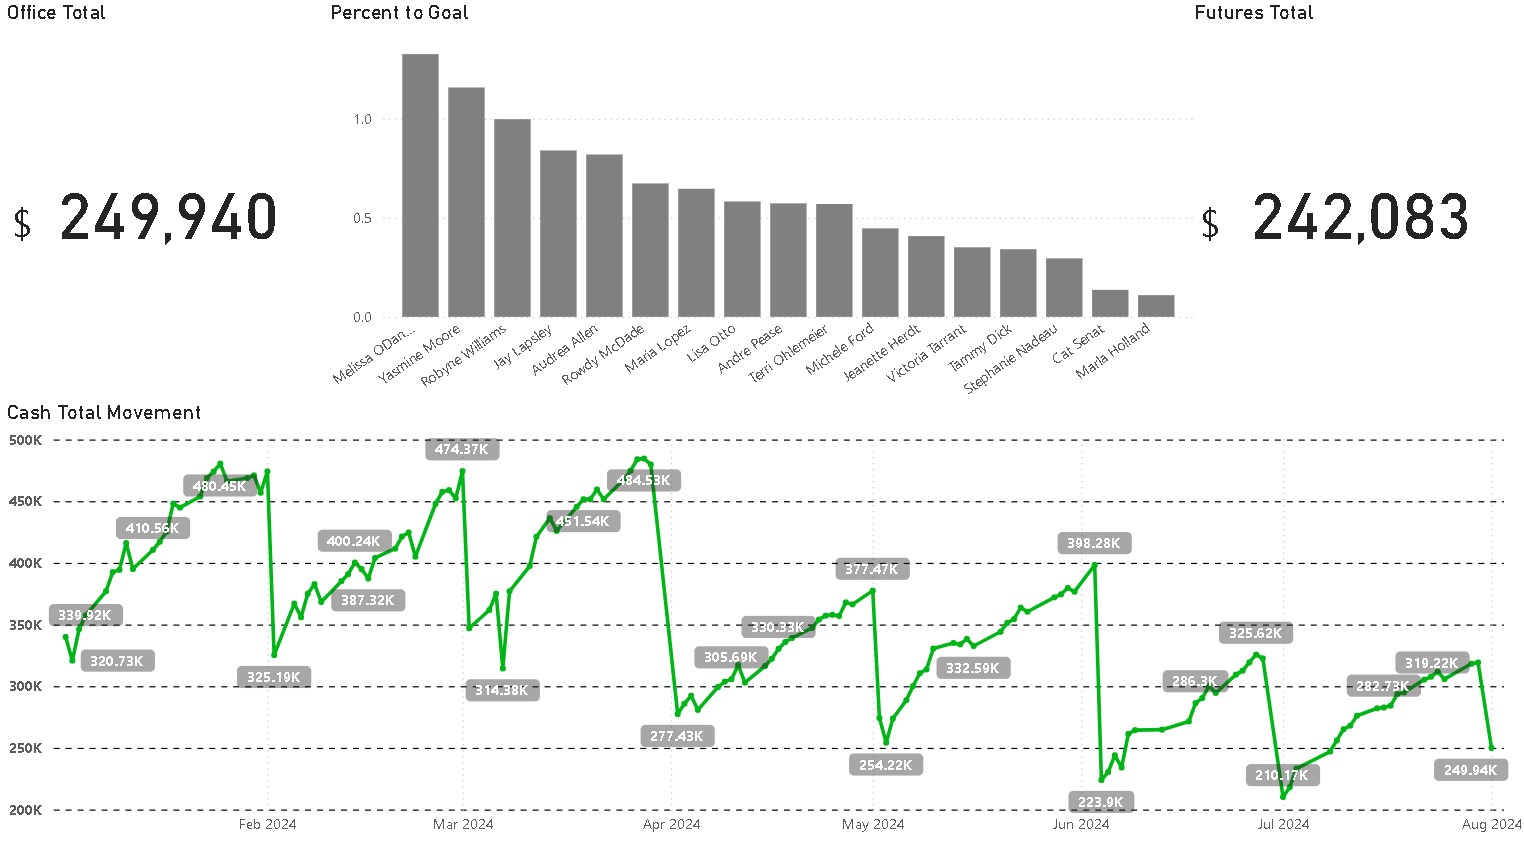 Office Total
Percent to Goal
Futures Total
1.0
0.5
0.0
$ 249,940
$ 242,083
Melissa ODan...
Yasmine Moore
Robyne Williams
Jay Lapsley
Audrea Allen
Rowdy McDade
Maria Lopez
Lisa Otto
Andre Pease
Terri Ohlemeier
Michele Ford
Jeanette Herdt
Victoria Tarrant
Tammy Dick
Stephanie Nadeau
Cat Senat
Marla Holland
Cash Total Movement
500K
450K
400K
350K
300K
250K
200K
339.92K
320.73K
410.56K
480.45K
325.19K
400.24K
387.32K
474.37K
314.38K
451.54K
484.53K
277.43K
305.69K
330.33K
377.47K
254.22K
332.59K
398.28K
223.9K
286.3K
325.62K
210.17K
282.73K
319.22K
249.94K
Feb 2024
Mar 2024
Apr 2024
May 2024
Jun 2024
Jul 2024
Aug 2024